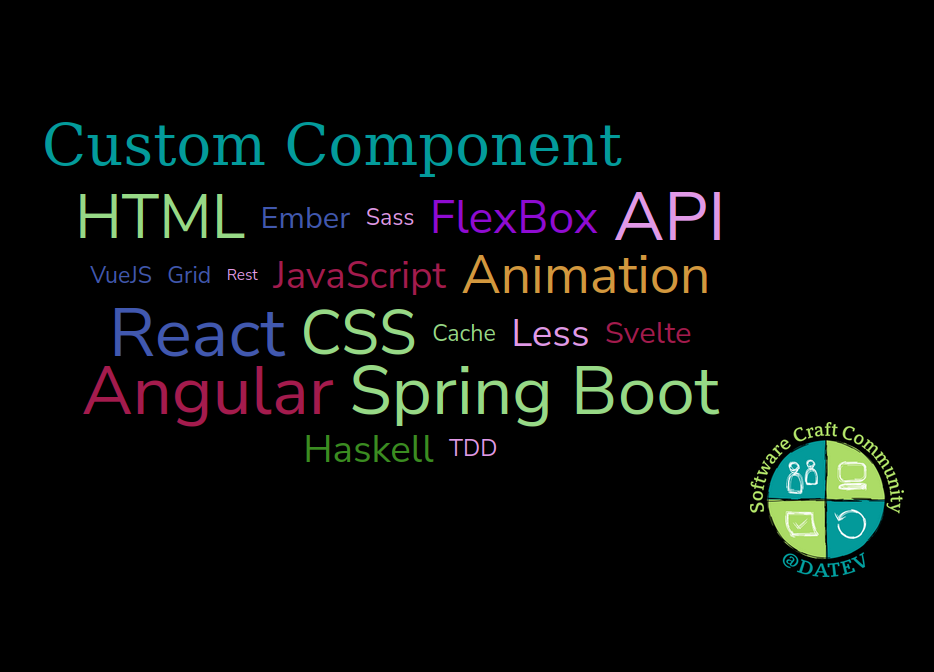 Custom Component
HTML Ember Sass FlexBox API
VueJS Grid Rest JavaScript Animation
React CSS Cache Less Svelte
Angular Spring Boot
Haskell TDD
Software Craft Community
@DATEV